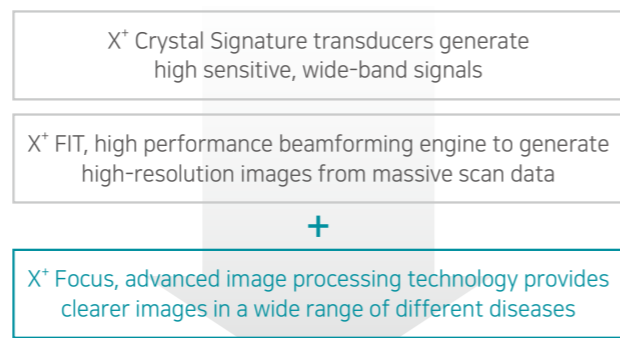 X⁺ Crystal Signature transducers generate
high sensitive, wide-band signals
X⁺ FIT, high performance beamforming engine to generate
high-resolution images from massive scan data
+
X⁺ Focus, advanced image processing technology provides
clearer images in a wide range of different diseases